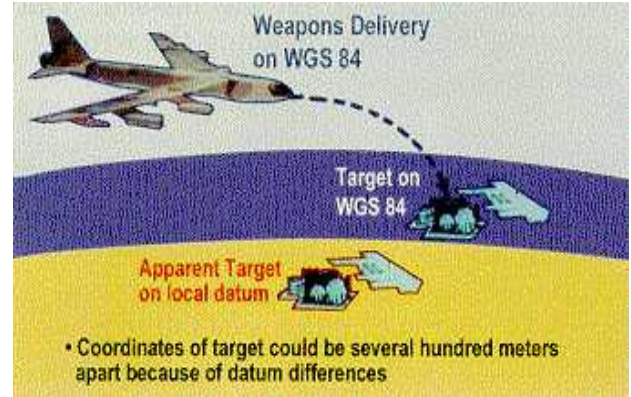 Weapons Delivery
on WGS 84
Target on
WGS 84
Apparent Target
on local datum
• Coordinates of target could be several hundred meters
apart because of datum differences